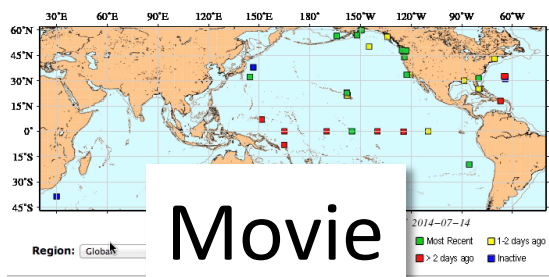 30°E 60°E 90°E 120°E 150°E 180° 150°W 120°W 90°W 60°W
60°N
45°N
30°N
15°N
0°
15°S
30°S
45°S
2014-07-14
Most Recent 1-2 days ago
> 2 days ago Inactive
Region: Global
Movie